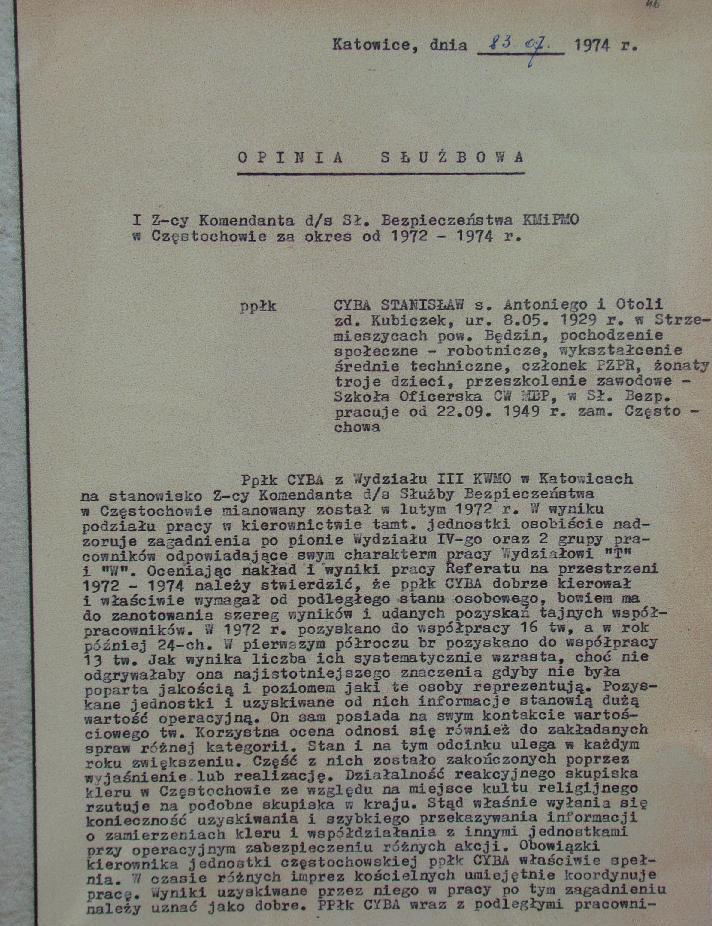 46
Katowice, dnia 83 07. 1974 r.
OPINIA SŁUŻBOWA
I Z-cy Komendanta d/s Sł. Bezpieczeństwa KMiPMO
w Częstochowie za okres od 1972 - 1974 r.
ppłk CYBA STANISŁAW s. Antoniego i Otoli
zd. Kubiczek, ur. 8.05. 1929 r. w Strze-
mieszycach pow. Będzin, pochodzenie
społeczne - robotnicze, wykształcenie
średnie techniczne, członek PZPR, żonaty
troje dzieci, przeszkolenie zawodowe -
Szkoła Oficerska CW MBP, w Sł. Bezp.
pracuje od 22.09. 1949 r. zam. Często -
chowa
Ppłk CYBA z Wydziału III KWMO w Katowicach
na stanowisko Z-cy Komendanta d/s Służby Bezpieczeństwa
w Częstochowie mianowany został w lutym 1972 r. W wyniku
podziału pracy w kierownictwie tamt. jednostki osobiście nad-
zoruje zagadnienia po pionie Wydziału IV-go oraz 2 grupy pra-
cowników odpowiadające swym charakterm pracy Wydziałowi "T"
i "W". Oceniając nakład i wyniki pracy Referatu na przestrzeni
1972 - 1974 należy stwierdzić, że ppłk CYBA dobrze kierował
i właściwie wymagał od podległego stanu osobowego, bowiem ma
do zanotowania szereg wyników i udanych pozyskań tajnych współ-
pracowników. W 1972 r. pozyskano do współpracy 16 tw, a w rok
później 24-ch. W pierwszym półroczu br pozyskano do współpracy
13 tw. Jak wynika liczba ich systematycznie wzrasta, choć nie
odgrywałaby ona najistotniejszego znaczenia gdyby nie była
poparta jakością i poziomem jaki te osoby reprezentują. Pozys-
kane jednostki i uzyskiwane od nich informacje stanowią dużą
wartość operacyjną. On sam posiada na swym kontakcie wartoś-
ciowego tw. Korzystna ocena odnosi się również do zakładanych
spraw różnej kategorii. Stan i na tym odcinku ulega w każdym
roku zwiększeniu. Część z nich zostało zakończonych poprzez
wyjaśnienie lub realizację. Działalność reakcyjnego skupiska
kleru w Częstochowie ze względu na miejsce kultu religijnego
rzutuje na podobne skupiska w kraju. Stąd właśnie wyłania się
konieczność uzyskiwania i szybkiego przekazywania informacji
o zamierzeniach kleru i współdziałania z innymi jednostkami
przy operacyjnym zabezpieczeniu różnych akcji. Obowiązki
kierownika jednostki częstochowskiej ppłk CYBA właściwie speł-
nia. W czasie różnych imprez kościelnych umiejętnie koordynuje
pracę. Wyniki uzyskiwane przez niego w pracy po tym zagadnieniu
należy uznać jako dobre. PPłk CYBA wraz z podległymi pracowni-